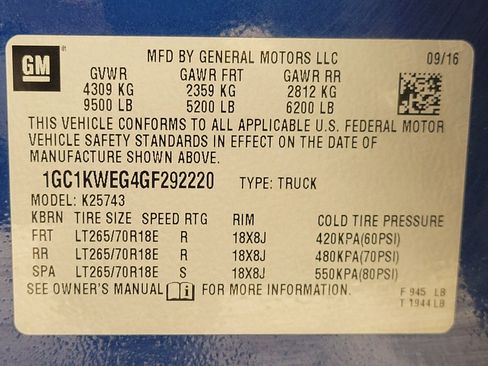 GM MFD BY GENERAL MOTORS LLC 09/16
GVWR GAWR FRT GAWR RR
4309 KG 2359 KG 2812 KG
9500 LB 5200 LB 6200 LB
THIS VEHICLE CONFORMS TO ALL APPLICABLE U.S. FEDERAL MOTOR
VEHICLE SAFETY STANDARDS IN EFFECT ON THE DATE OF
MANUFACTURE SHOWN ABOVE.
1GC1KWEG4GF292220 TYPE: TRUCK
MODEL: K25743
KBRN TIRE SIZE SPEED RTG RIM COLD TIRE PRESSURE
FRT LT265/70R18E R 18X8J 420KPA(60PSI)
RR LT265/70R18E R 18X8J 480KPA(70PSI)
SPA LT265/70R18E S 18X8J 550KPA(80PSI)
SEE OWNER'S MANUAL FOR MORE INFORMATION. F 945 LB
T 1944 LB